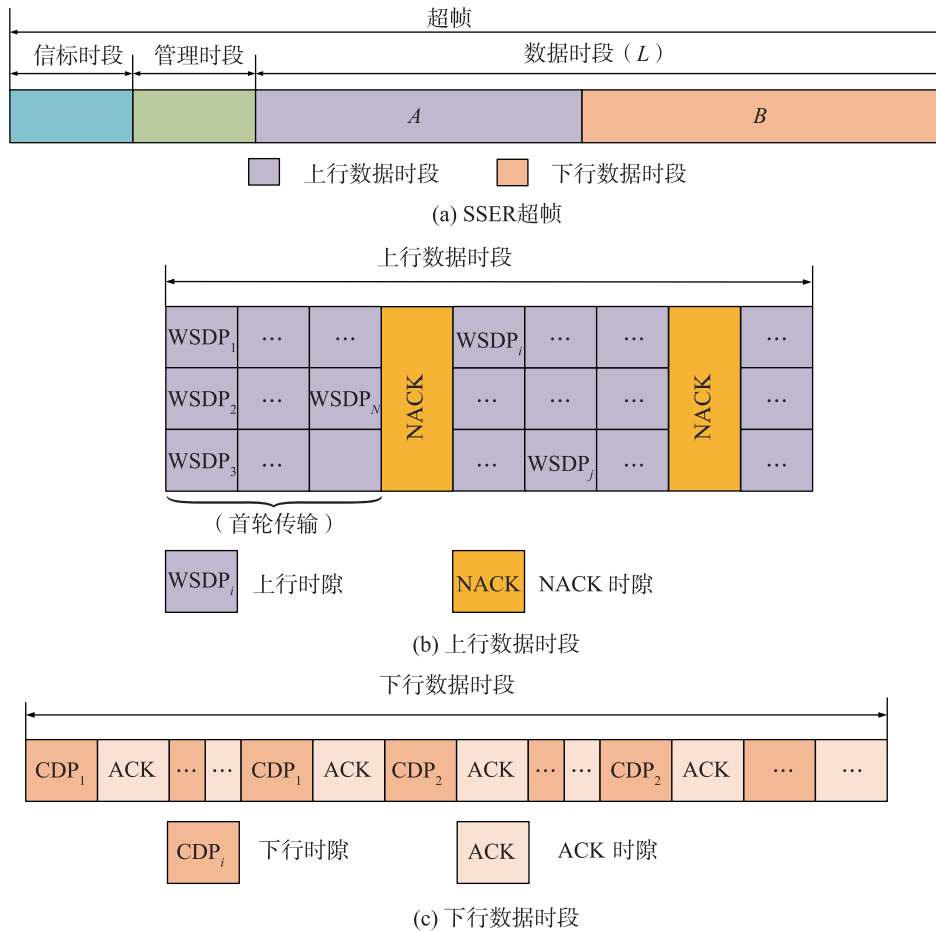 超帧
信标时段 管理时段 数据时段(L)
A B
上行数据时段 下行数据时段
(a) SSER超帧
上行数据时段
WSDP1 … … NACK WSDPi … … NACK …
WSDP2 … WSDPN … … … …
WSDP3 … … WSDPj … …
(首轮传输)
WSDPi 上行时隙 NACK NACK 时隙
(b) 上行数据时段
下行数据时段
CDP1 ACK … … CDP1 ACK CDP2 ACK … … CDP2 ACK … …
CDPi 下行时隙 ACK ACK 时隙
(c) 下行数据时段